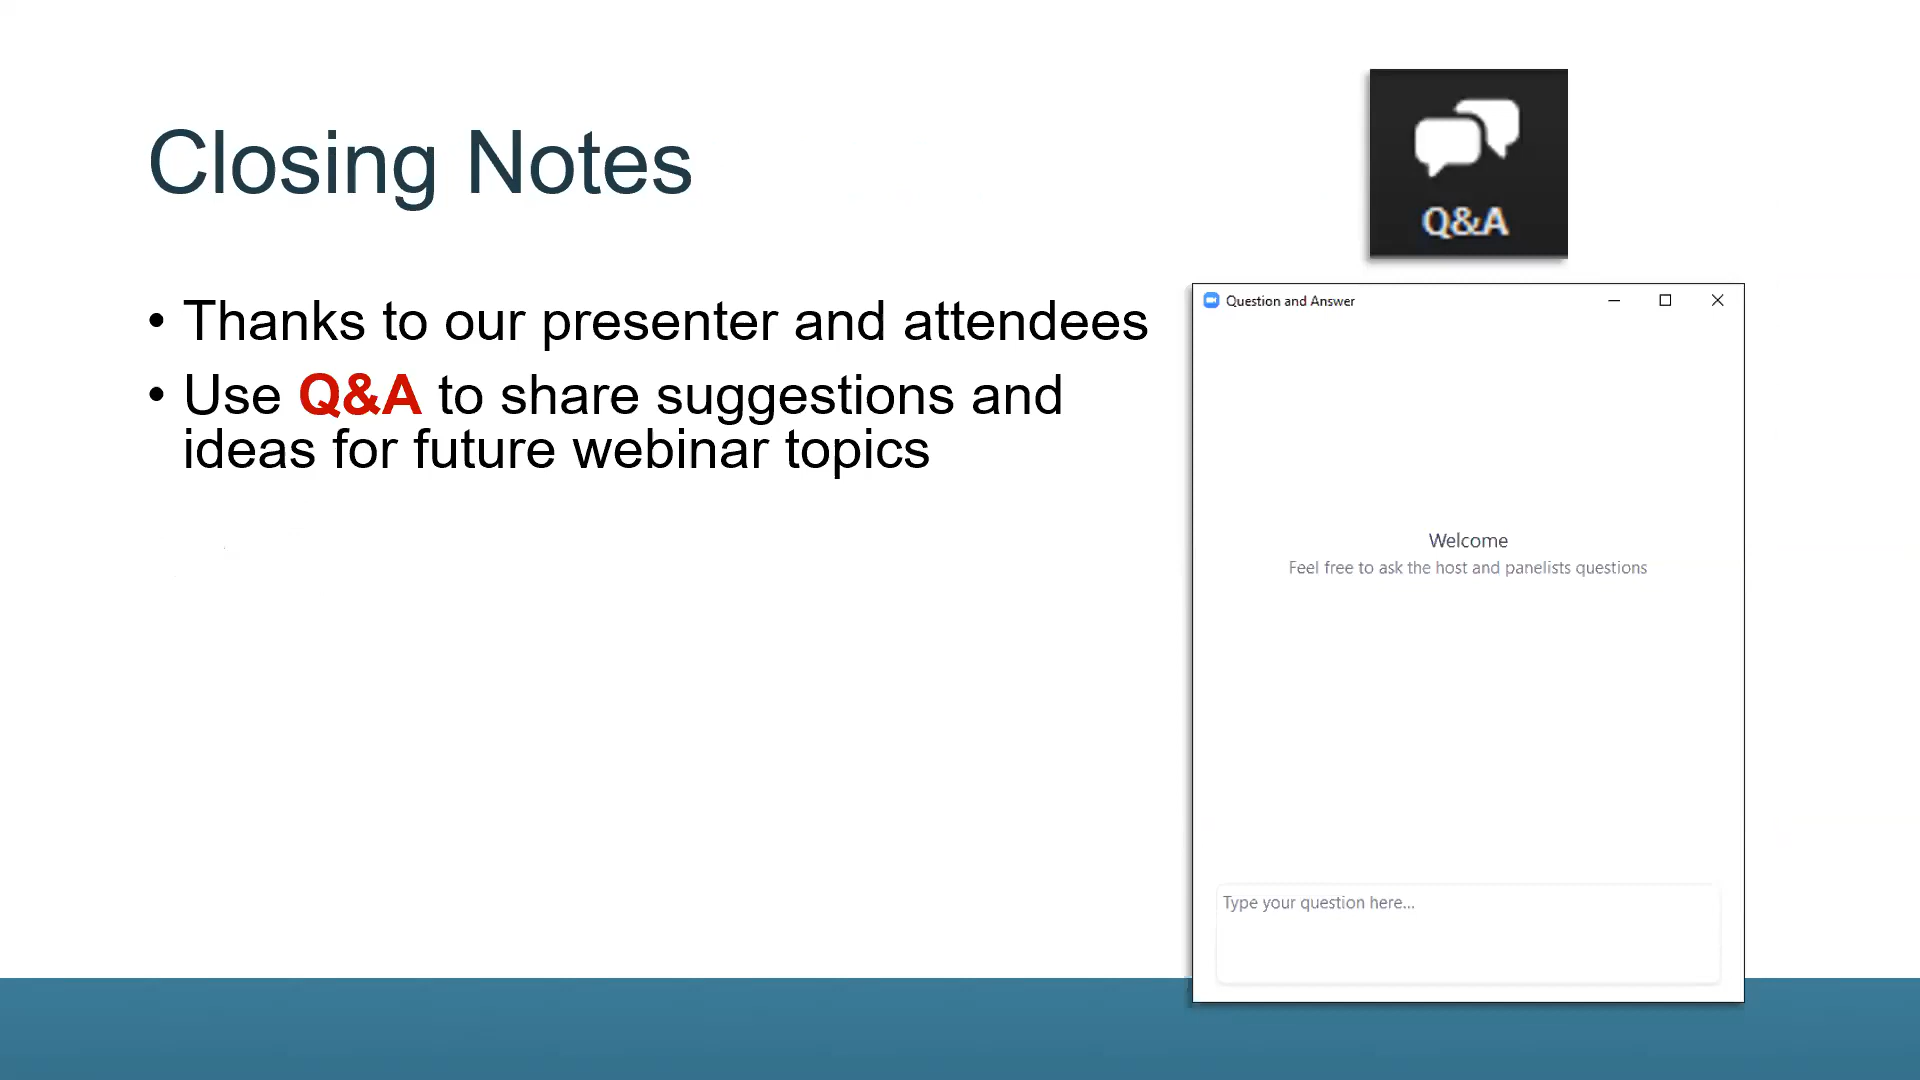 Closing Notes
• Thanks to our presenter and attendees
• Use Q&A to share suggestions and
ideas for future webinar topics
Q&A
Question and Answer
Welcome
Feel free to ask the host and panelists questions
Type your question here...